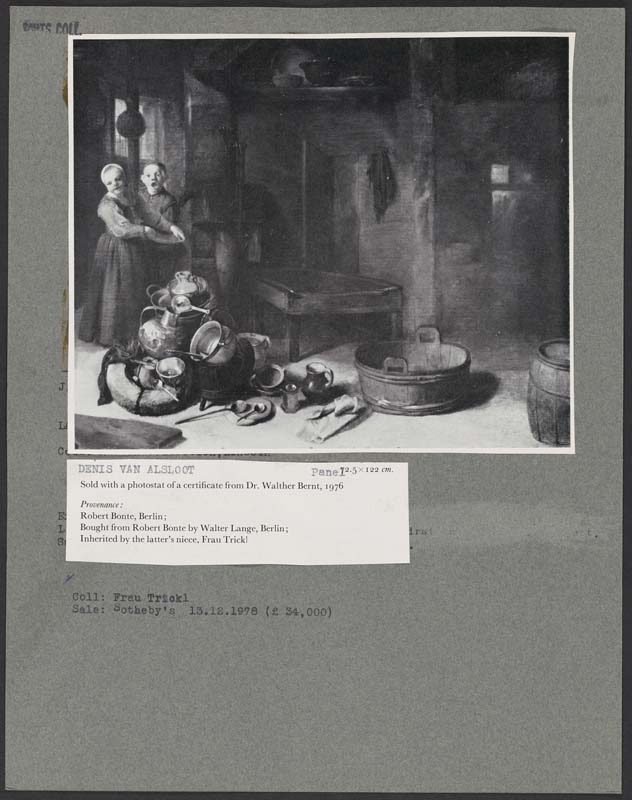 COLL.
J.
DENIS VAN ALSLOOT Panel 72.5 × 122 cm.
Sold with a photostat of a certificate from Dr. Walther Bernt, 1976
Provenance:
Robert Bonte, Berlin;
Bought from Robert Bonte by Walter Lange, Berlin;
Inherited by the latter's niece, Frau Trickl
Coll: Frau Trickl
Sale: Sotheby's 13.12.1978 (£ 34,000)